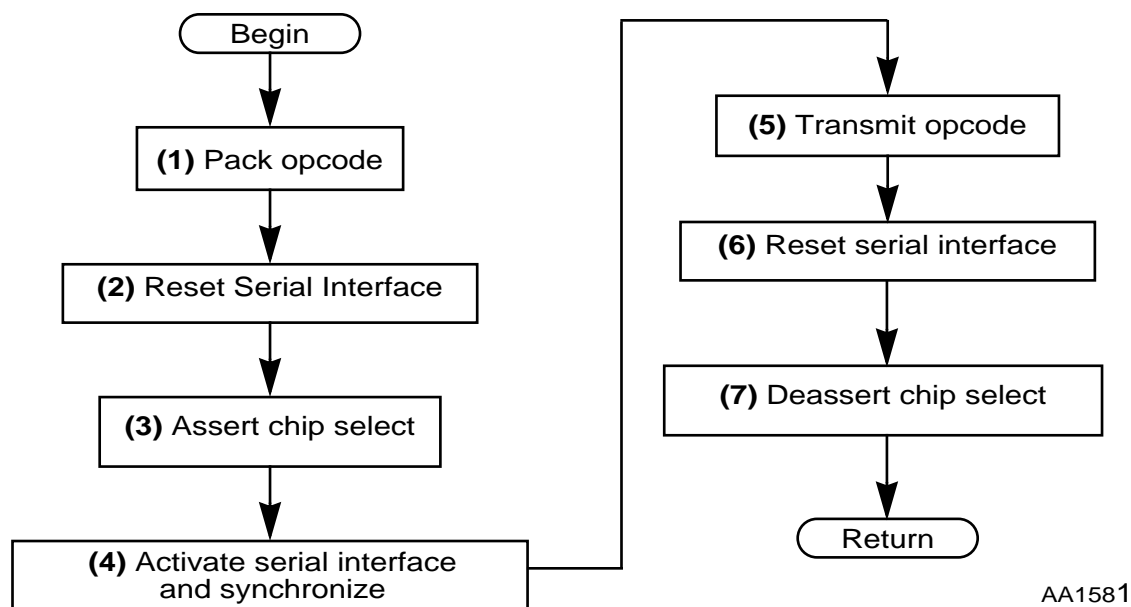 Begin
(1) Pack opcode
(2) Reset Serial Interface
(3) Assert chip select
(4) Activate serial interface
and synchronize
(5) Transmit opcode
(6) Reset serial interface
(7) Deassert chip select
Return
AA1581